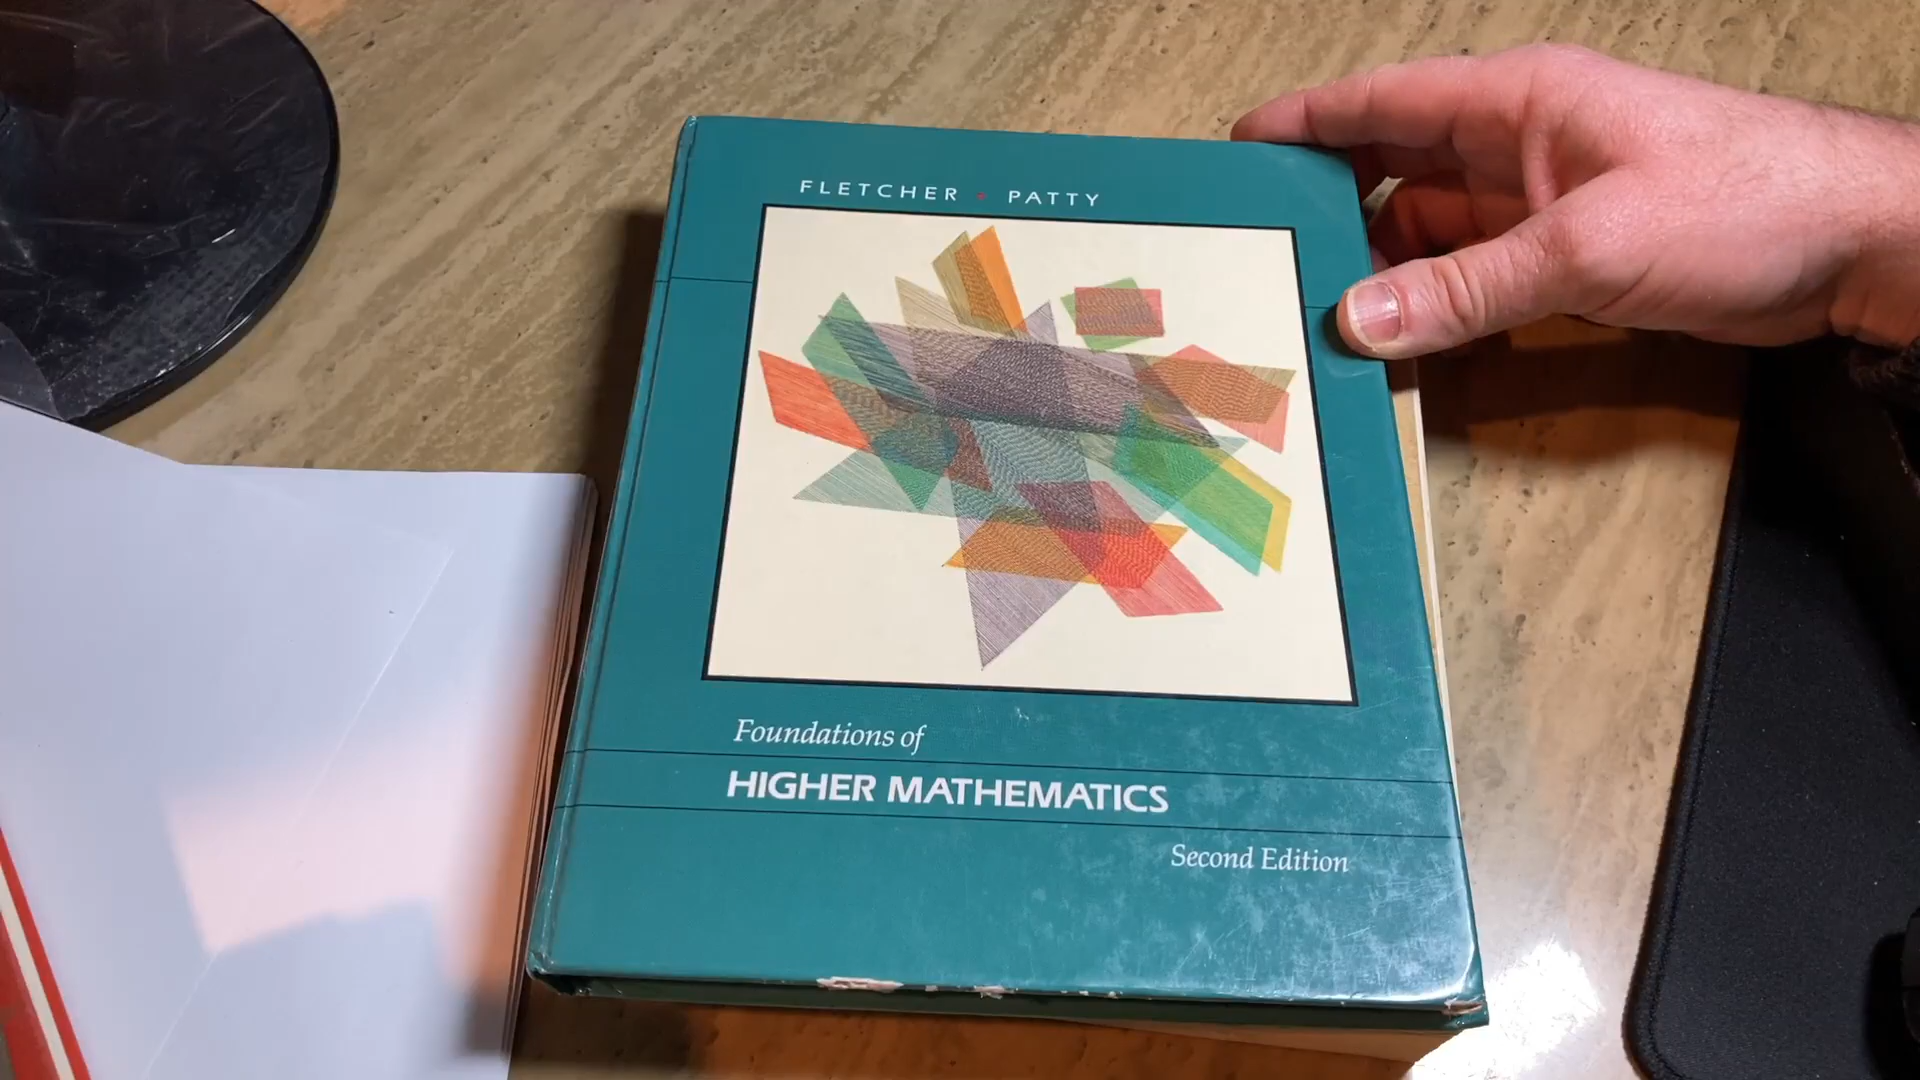 FLETCHER • PATTY
Foundations of
HIGHER MATHEMATICS
Second Edition